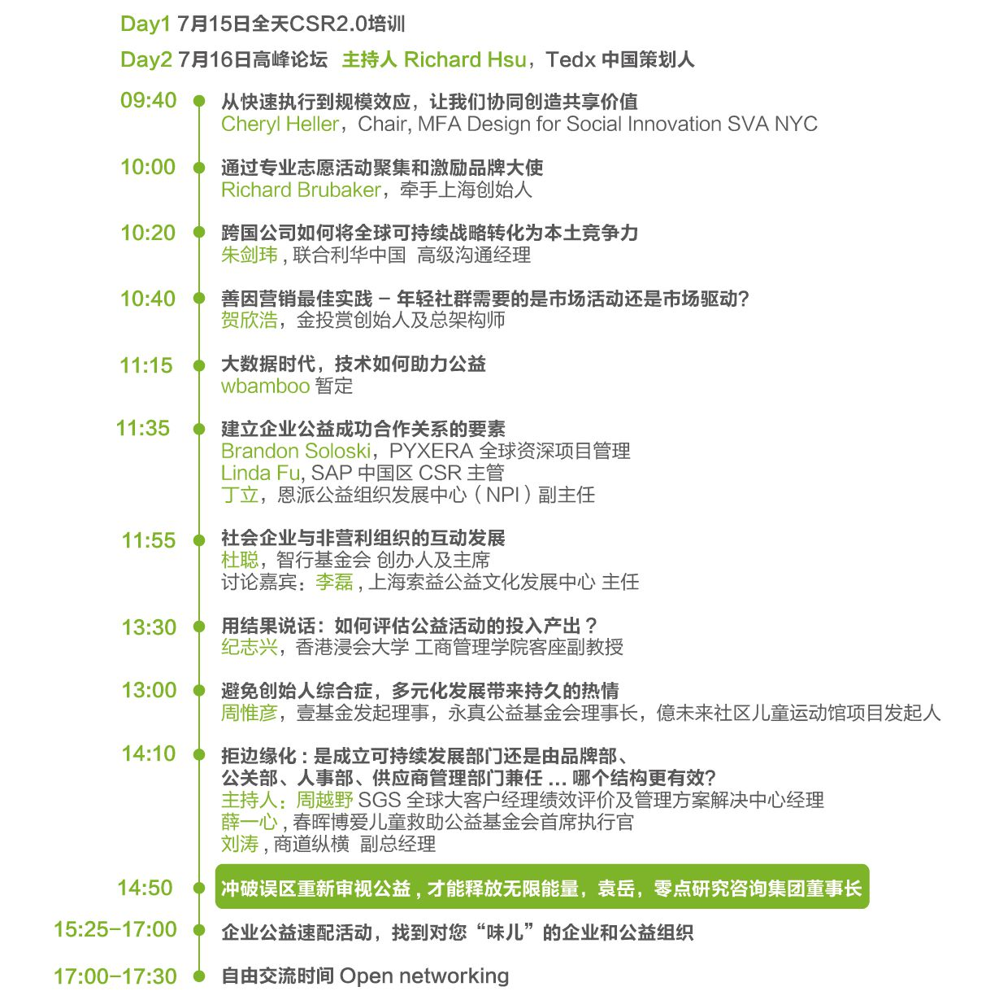 Day1 7月15日全天CSR2.0培训
Day2 7月16日高峰论坛 主持人 Richard Hsu，Tedx 中国策划人
09:40 从快速执行到规模效应，让我们协同创造共享价值
Cheryl Heller，Chair, MFA Design for Social Innovation SVA NYC
10:00 通过专业志愿活动聚集和激励品牌大使
Richard Brubaker，牵手上海创始人
10:20 跨国公司如何将全球可持续战略转化为本土竞争力
朱剑玮 , 联合利华中国 高级沟通经理
10:40 善因营销最佳实践 – 年轻社群需要的是市场活动还是市场驱动？
贺欣浩，金投赏创始人及总架构师
11:15 大数据时代，技术如何助力公益
wbamboo 暂定
11:35 建立企业公益成功合作关系的要素
Brandon Soloski，PYXERA 全球资深项目管理
Linda Fu, SAP 中国区 CSR 主管
丁立，恩派公益组织发展中心（NPI）副主任
11:55 社会企业与非营利组织的互动发展
杜聪，智行基金会 创办人及主席
讨论嘉宾：李磊 , 上海索益公益文化发展中心 主任
13:30 用结果说话：如何评估公益活动的投入产出？
纪志兴，香港浸会大学 工商管理学院客座副教授
13:00 避免创始人综合症，多元化发展带来持久的热情
周惟彦，壹基金发起理事，永真公益基金会理事长，億未来社区儿童运动馆项目发起人
14:10 拒边缘化 : 是成立可持续发展部门还是由品牌部、
公关部、人事部、供应商管理部门兼任 ... 哪个结构更有效？
主持人：周越野 SGS 全球大客户经理绩效评价及管理方案解决中心经理
薛一心 , 春晖博爱儿童救助公益基金会首席执行官
刘涛 , 商道纵横 副总经理
14:50 冲破误区重新审视公益 , 才能释放无限能量，袁岳，零点研究咨询集团董事长
15:25-17:00 企业公益速配活动，找到对您“味儿”的企业和公益组织
17:00-17:30 自由交流时间 Open networking